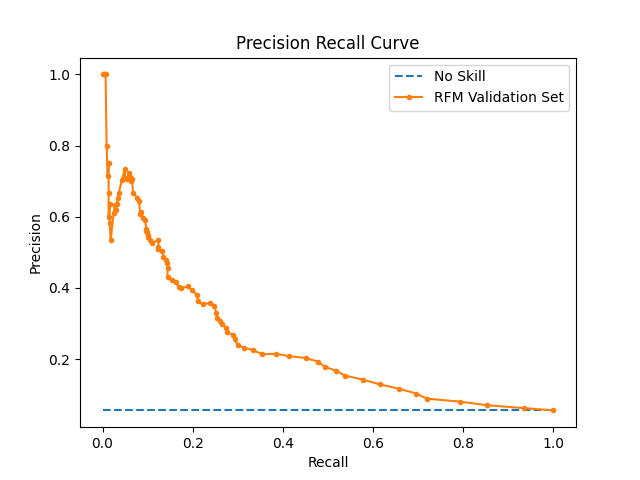 Precision Recall Curve
No Skill
RFM Validation Set
Precision
1.0
0.8
0.6
0.4
0.2
0.0 0.2 0.4 0.6 0.8 1.0
Recall